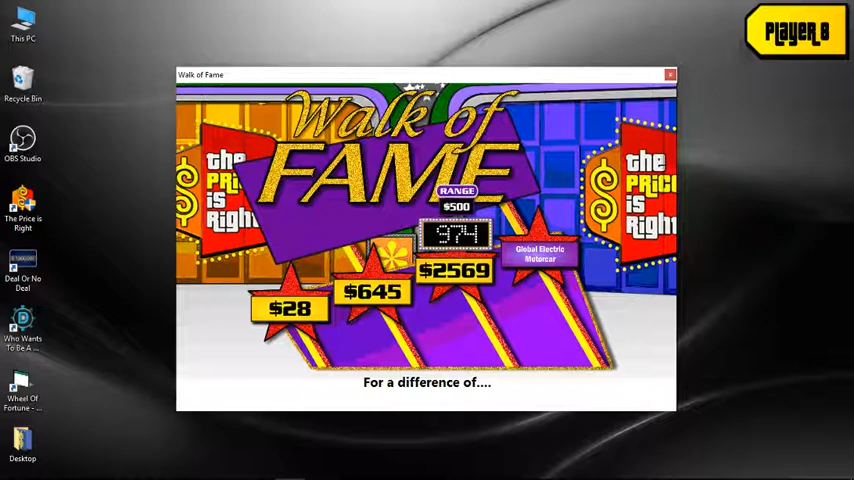 This PC
Recycle Bin
OBS Studio
The Price is
Right
Deal Or No
Deal
Who Wants
To Be A ...
Wheel Of
Fortune - ...
Desktop
PLAYER 8
Walk of Fame
Walk of
FAME
the
PRiC
is
Right
the
PRiCE
is
Right
RANGE
$500
974
$28
$645
$2569
Global Electric
Motorcar
For a difference of....